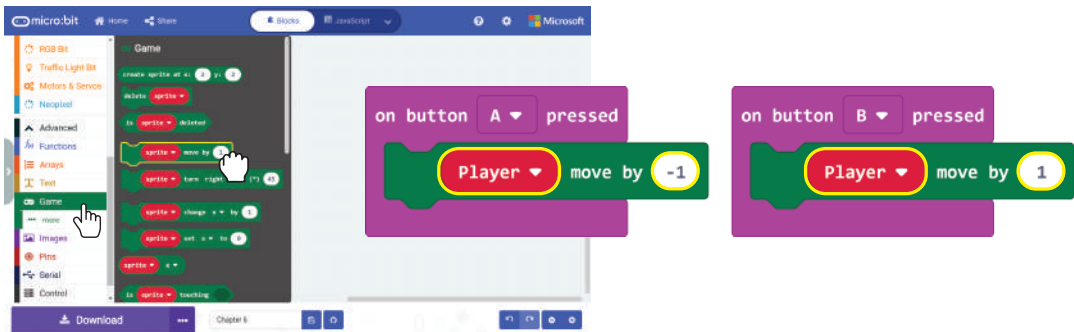 micro:bit Home Share Blocks JavaScript Microsoft
RGB Bit
Traffic Light Bit
Motors & Servos
Neopixel
Advanced
Functions
Arrays
Text
Game
more
Images
Pins
Serial
Control
Game
create sprite at x: 2 y: 2
delete sprite
is sprite deleted
sprite move by 1
sprite turn right (°) 45
sprite change x by 1
sprite set x to 0
sprite x
is sprite touching
Download
Chapter 6
on button A pressed
Player move by -1
on button B pressed
Player move by 1